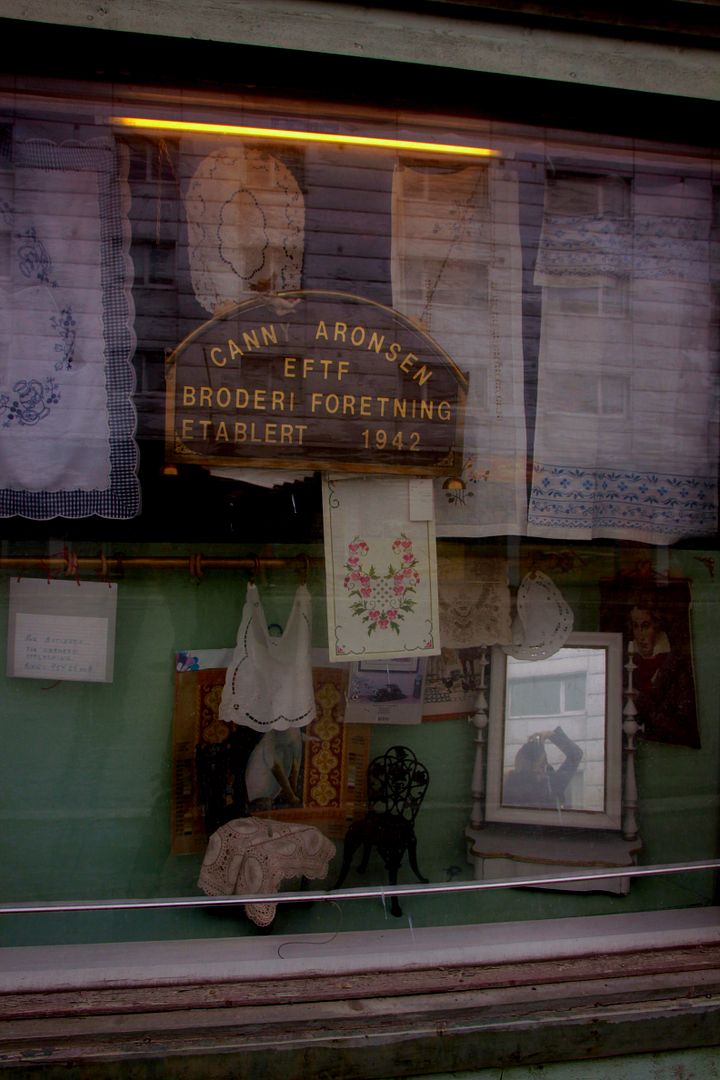 CANNY ARONSEN
EFTF
BRODERI FORETNING
ETABLERT 1942